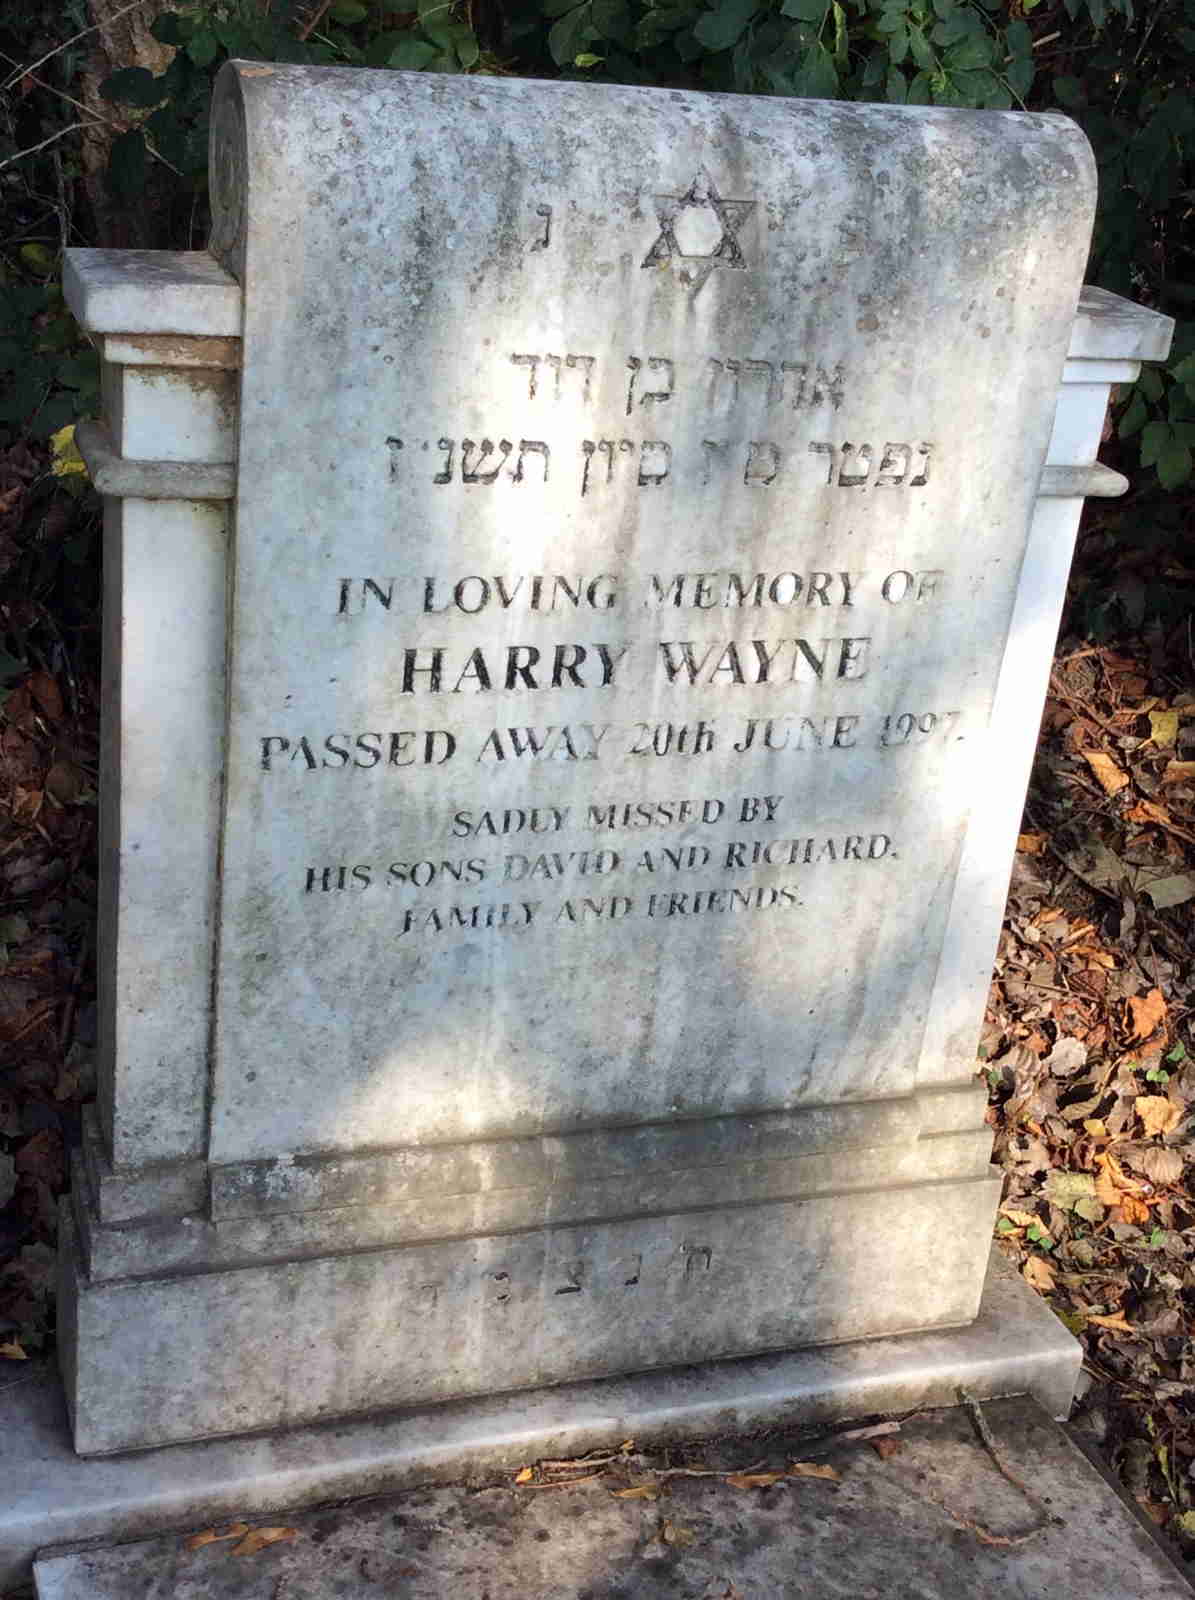 פ נ
אהרון בן דוד
נפטר ט״ו סיון תשנ״ז
IN LOVING MEMORY OF
HARRY WAYNE
PASSED AWAY 20th JUNE 1997.
SADLY MISSED BY
HIS SONS DAVID AND RICHARD,
FAMILY AND FRIENDS.
ת נ צ ב ה